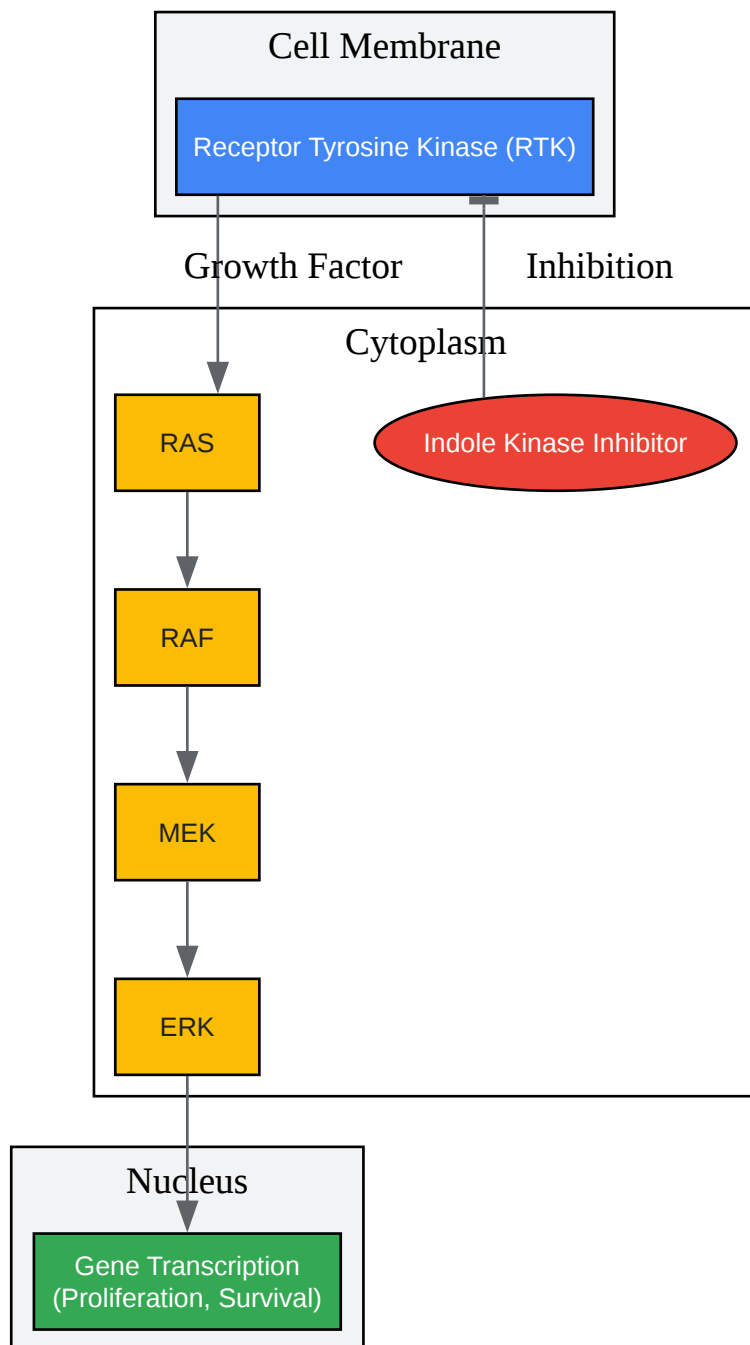 Cell Membrane
Receptor Tyrosine Kinase (RTK)
Growth Factor
Inhibition
Cytoplasm
RAS
Indole Kinase Inhibitor
RAF
MEK
ERK
Nucleus
Gene Transcription
(Proliferation, Survival)